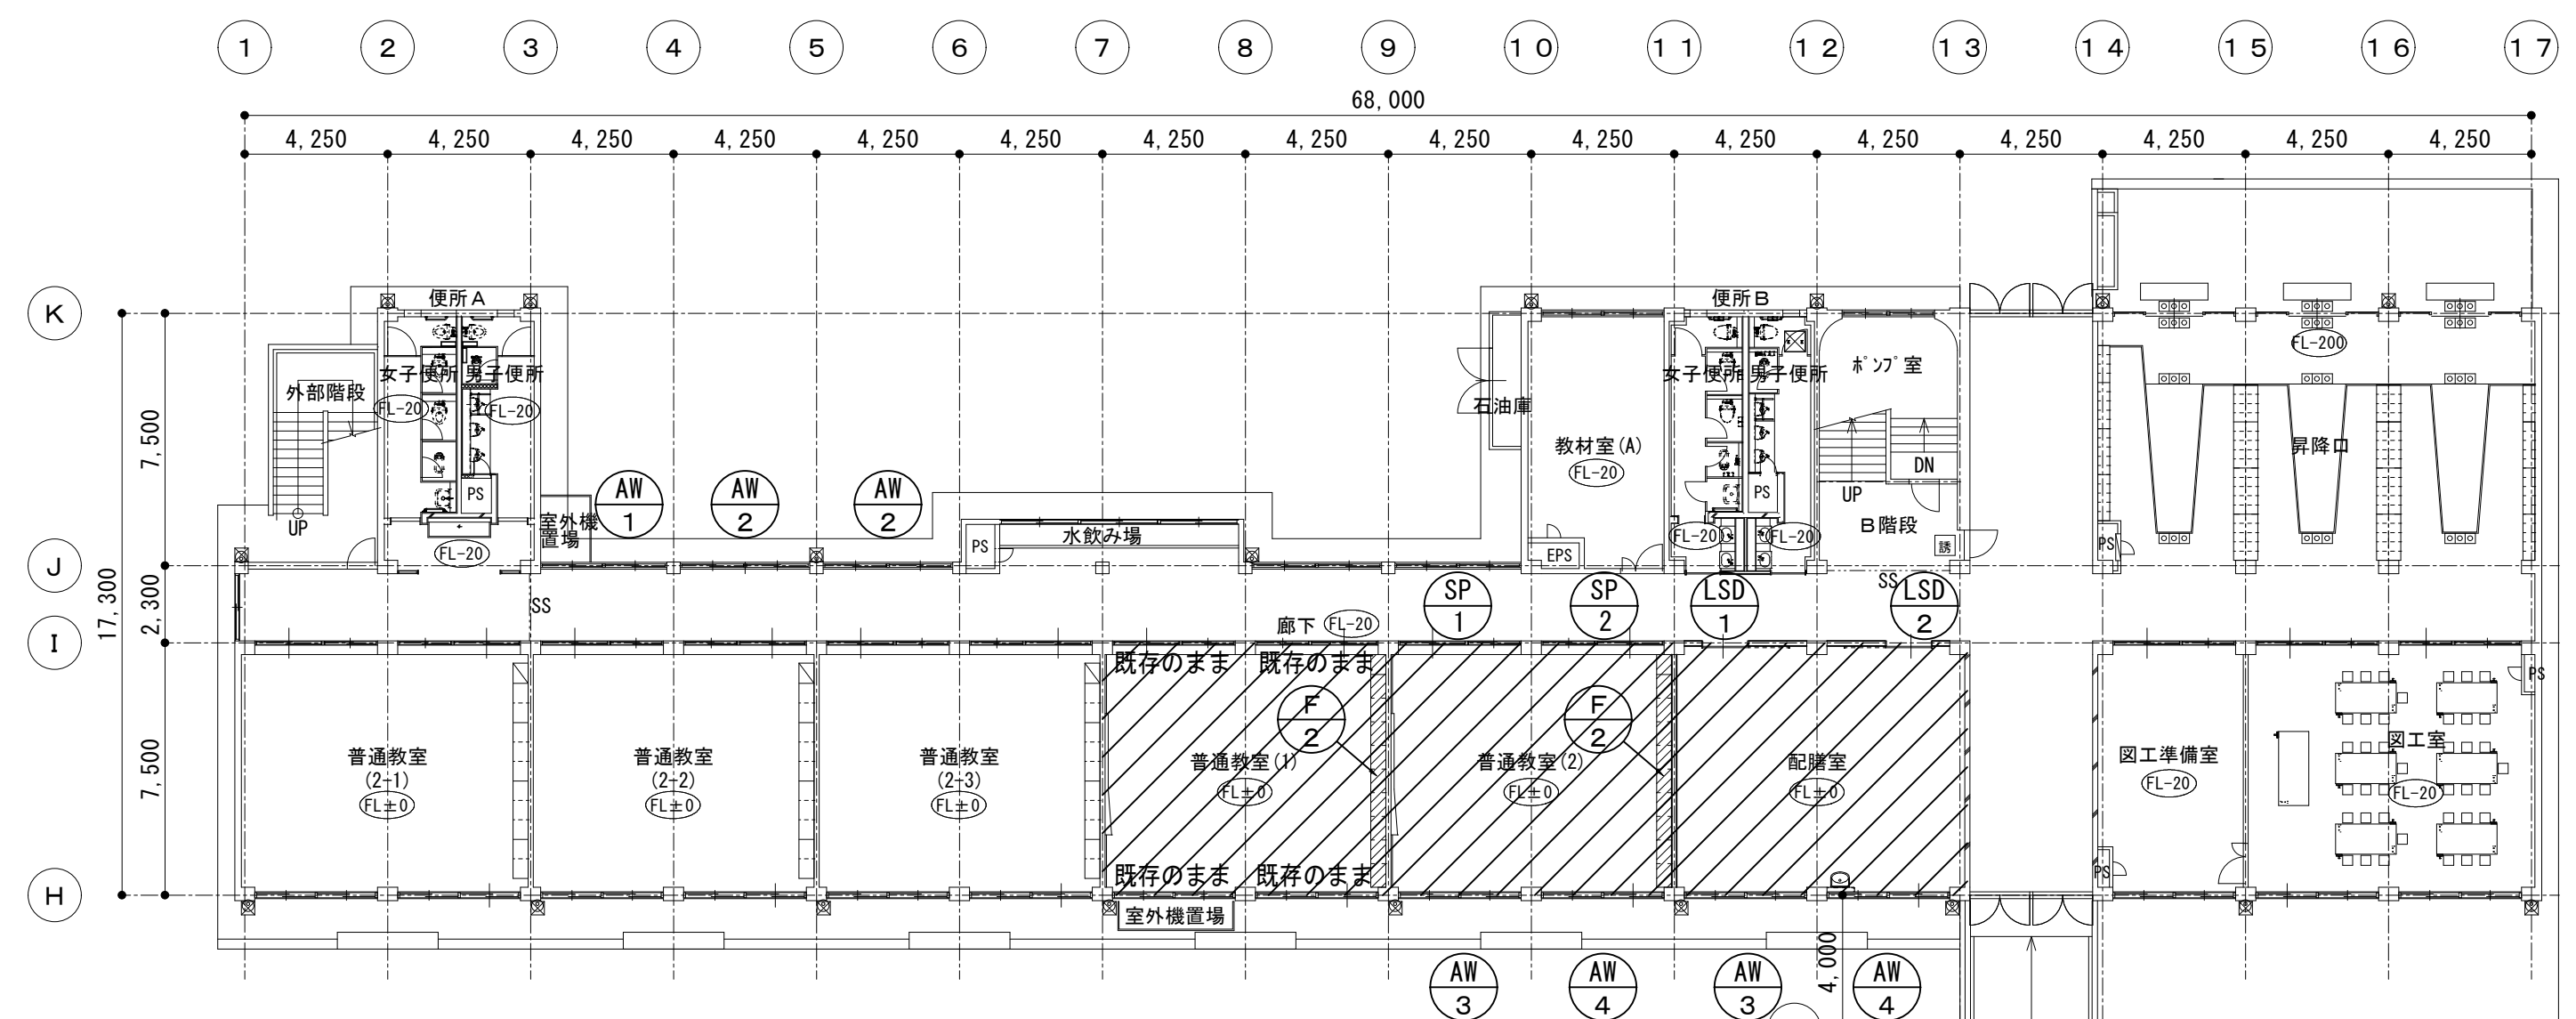 １ ２ ３ ４ ５ ６ ７ ８ ９ １０ １１ １２ １３ １４ １５ １６ １７
68,000
4,250 4,250 4,250 4,250 4,250 4,250 4,250 4,250 4,250 4,250 4,250 4,250 4,250 4,250 4,250 4,250
K
便所Ａ
便所Ｂ
FL-200
外部階段
女子便所
男子便所
FL-20
FL-20
女子便所
男子便所
ﾎﾟﾝﾌﾟ室
石油庫
教材室(A)
FL-20
昇降口
7,500
DN
UP
PS
PS
UP
AW
1
AW
2
AW
2
室外機
置場
水飲み場
PS
EPS
FL-20
FL-20
FL-20
Ｂ階段
誘
PS
J
17,300
2,300
SS
SS
SP
1
SP
2
LSD
1
LSD
2
廊下
FL-20
I
既存のまま
既存のまま
PS
F
2
F
2
7,500
普通教室
(2-1)
FL±0
普通教室
(2-2)
FL±0
普通教室
(2-3)
FL±0
普通教室(1)
FL±0
普通教室(2)
FL±0
配膳室
FL±0
図工準備室
FL-20
図工室
FL-20
既存のまま
既存のまま
PS
H
室外機置場
4,000
AW
3
AW
4
AW
3
AW
4